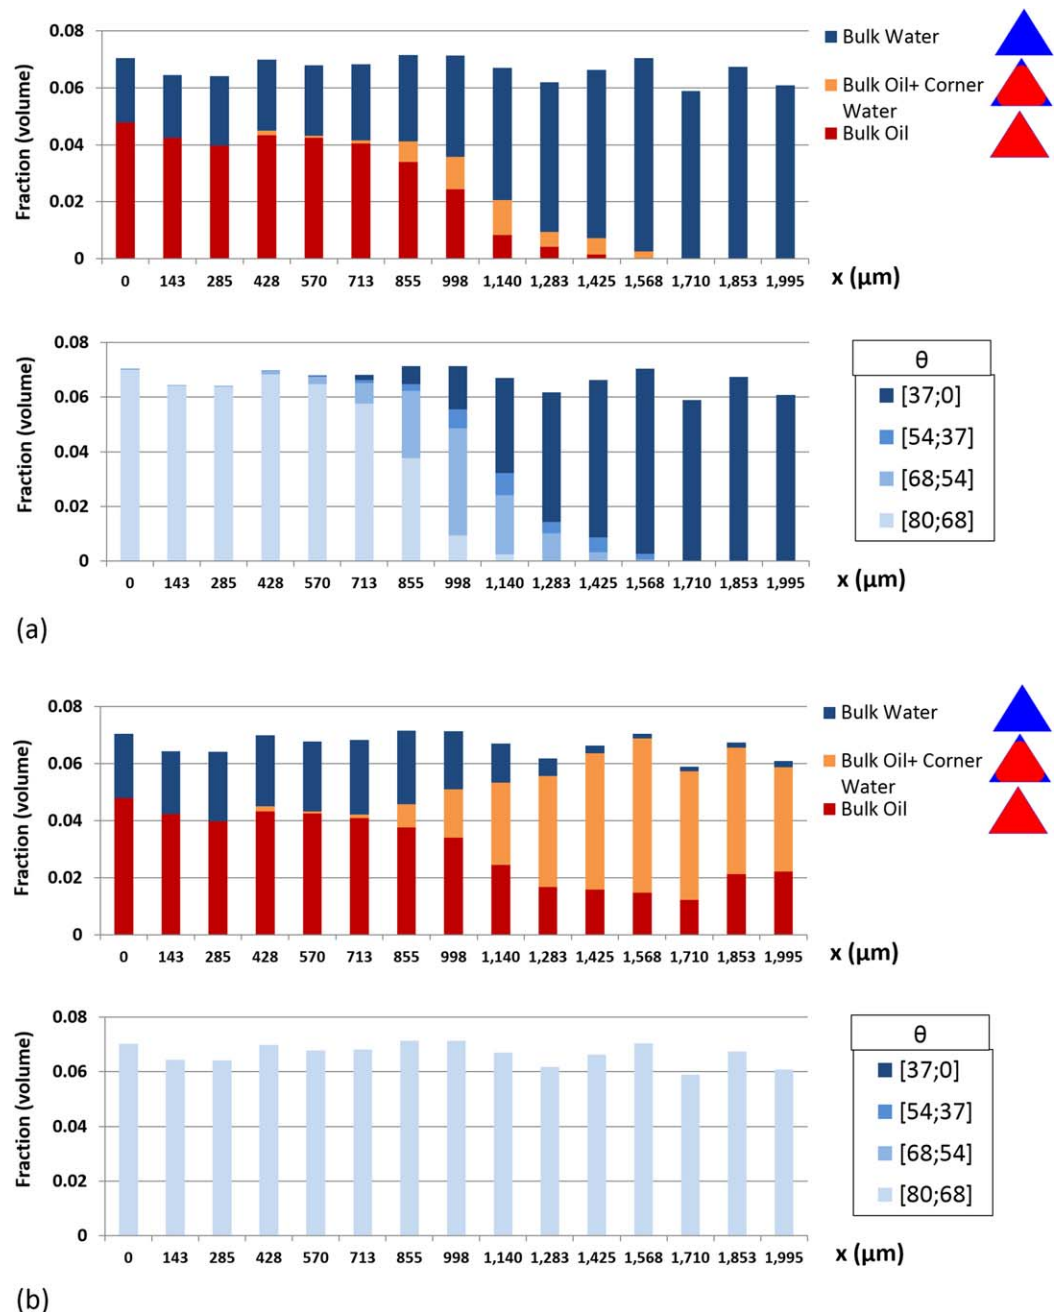 0.08
0.06
0.04
0.02
0
Fraction (volume)
0 143 285 428 570 713 855 998 1,140 1,283 1,425 1,568 1,710 1,853 1,995
x (μm)
Bulk Water
Bulk Oil+ Corner
Water
Bulk Oil
0.08
0.06
0.04
0.02
0
Fraction (volume)
0 143 285 428 570 713 855 998 1,140 1,283 1,425 1,568 1,710 1,853 1,995
x (μm)
θ
[37;0]
[54;37]
[68;54]
[80;68]
(a)
0.08
0.06
0.04
0.02
0
Fraction (volume)
0 143 285 428 570 713 855 998 1,140 1,283 1,425 1,568 1,710 1,853 1,995
x (μm)
Bulk Water
Bulk Oil+ Corner
Water
Bulk Oil
0.08
0.06
0.04
0.02
0
Fraction (volume)
0 143 285 428 570 713 855 998 1,140 1,283 1,425 1,568 1,710 1,853 1,995
x (μm)
θ
[37;0]
[54;37]
[68;54]
[80;68]
(b)